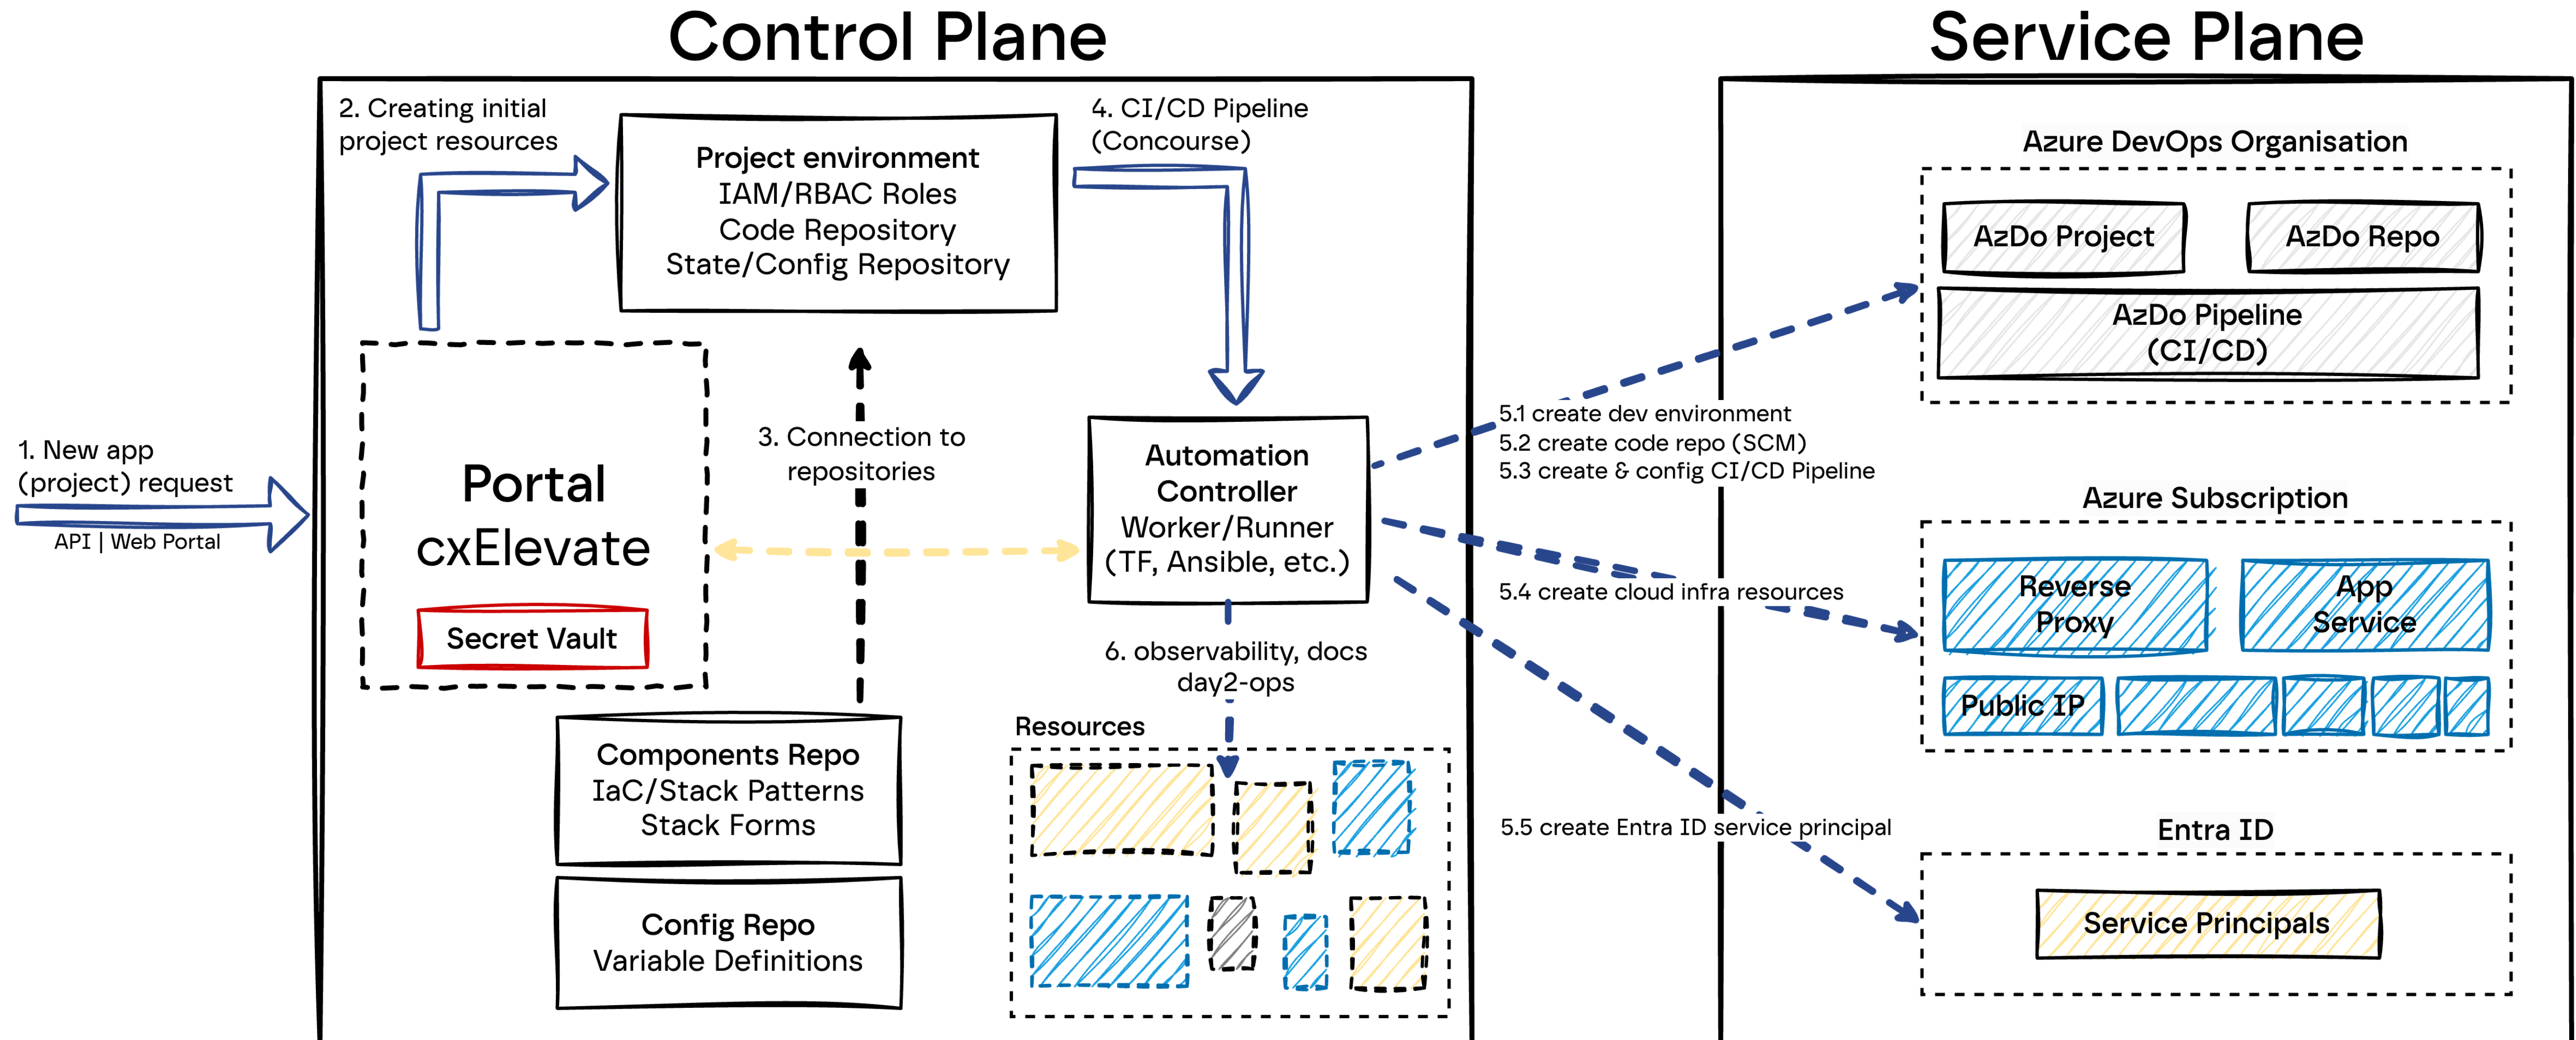 Control Plane
Service Plane
2. Creating initial
project resources
Project environment
IAM/RBAC Roles
Code Repository
State/Config Repository
4. CI/CD Pipeline
(Concourse)
1. New app
(project) request
API | Web Portal
Portal
cxElevate
Secret Vault
3. Connection to
repositories
Automation
Controller
Worker/Runner
(TF, Ansible, etc.)
Components Repo
IaC/Stack Patterns
Stack Forms
Config Repo
Variable Definitions
6. observability, docs
day2-ops
Resources
5.1 create dev environment
5.2 create code repo (SCM)
5.3 create & config CI/CD Pipeline
5.4 create cloud infra resources
5.5 create Entra ID service principal
Azure DevOps Organisation
AzDo Project
AzDo Repo
AzDo Pipeline
(CI/CD)
Azure Subscription
Reverse
Proxy
App
Service
Public IP
Entra ID
Service Principals